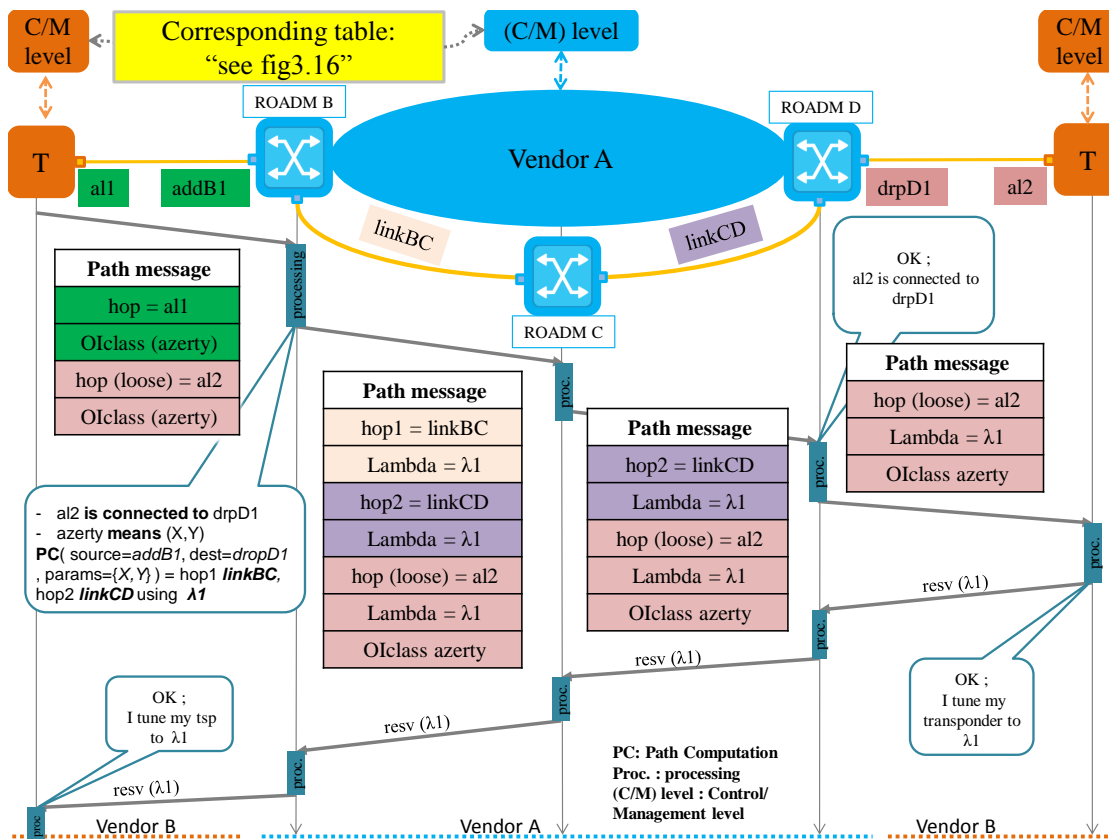 C/M
level
Corresponding table:
“see fig3.16”
(C/M) level
C/M
level
ROADM B
ROADM D
T
Vendor A
T
al1
addB1
drpD1
al2
linkBC
linkCD
ROADM C
processing
Path message
hop = al1
OIclass (azerty)
hop (loose) = al2
OIclass (azerty)
OK ;
al2 is connected to
drpD1
proc.
Path message
hop1 = linkBC
Lambda = λ1
hop2 = linkCD
Lambda = λ1
hop (loose) = al2
Lambda = λ1
OIclass azerty
Path message
hop2 = linkCD
Lambda = λ1
hop (loose) = al2
Lambda = λ1
OIclass azerty
proc.
Path message
hop (loose) = al2
Lambda = λ1
OIclass azerty
- al2 is connected to drpD1
- azerty means (X,Y)
PC( source=addB1, dest=dropD1
, params={X,Y} ) = hop1 linkBC,
hop2 linkCD using λ1
proc.
resv (λ1)
proc.
resv (λ1)
proc.
resv (λ1)
proc.
resv (λ1)
proc
OK ;
I tune my tsp
to λ1
OK ;
I tune my
transponder to
λ1
PC: Path Computation
Proc. : processing
(C/M) level : Control/
Management level
Vendor B
Vendor A
Vendor B